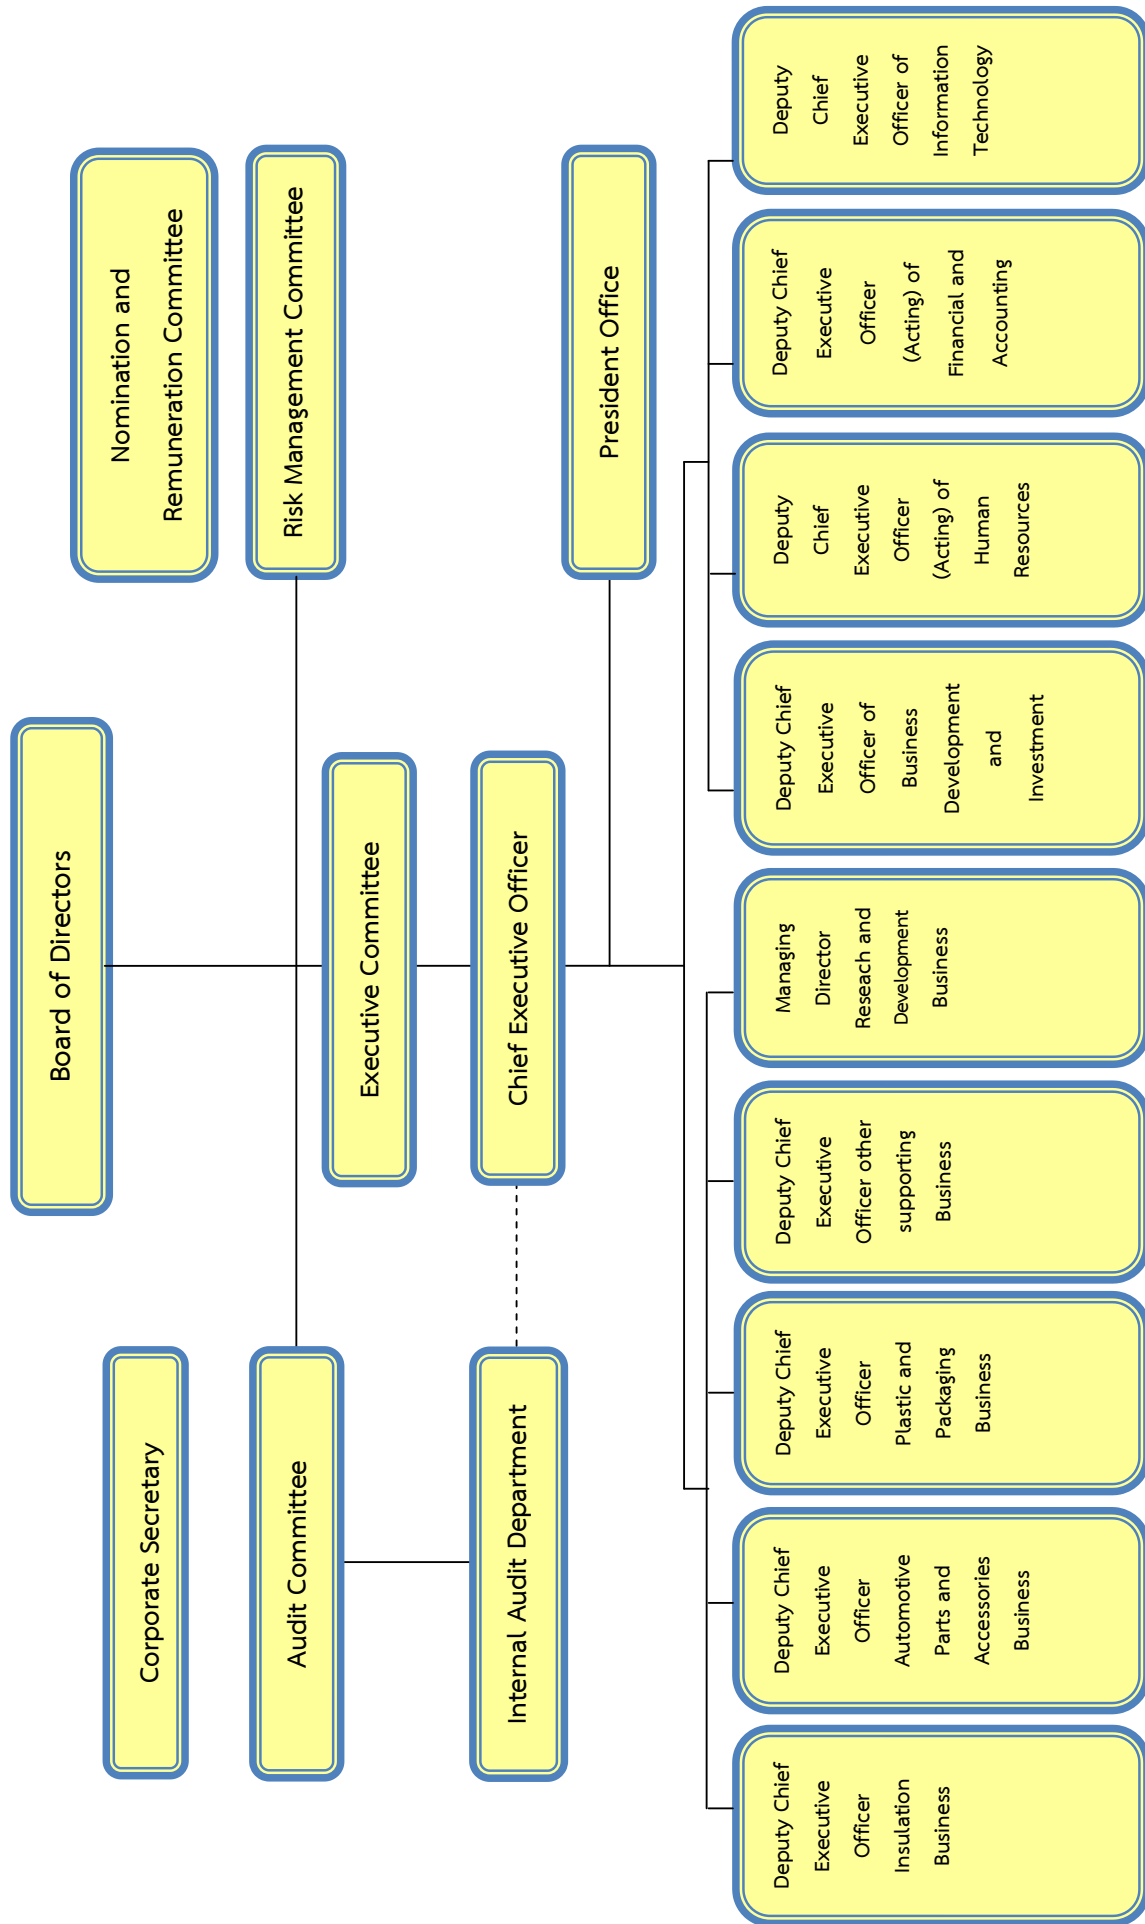 Board of Directors
Corporate Secretary
Nomination and
Remuneration Committee
Audit Committee
Risk Management Committee
Executive Committee
Internal Audit Department
Chief Executive Officer
President Office
Deputy Chief
Executive
Officer
Insulation
Business
Deputy Chief
Executive
Officer
Automotive
Parts and
Accessories
Business
Deputy Chief
Executive
Officer
Plastic and
Packaging
Business
Deputy Chief
Executive
Officer other
supporting
Business
Managing
Director
Reseach and
Development
Business
Deputy Chief
Executive
Officer of
Business
Development
and
Investment
Deputy
Chief
Executive
Officer
(Acting) of
Human
Resources
Deputy Chief
Executive
Officer
(Acting) of
Financial and
Accounting
Deputy
Chief
Executive
Officer of
Information
Technology